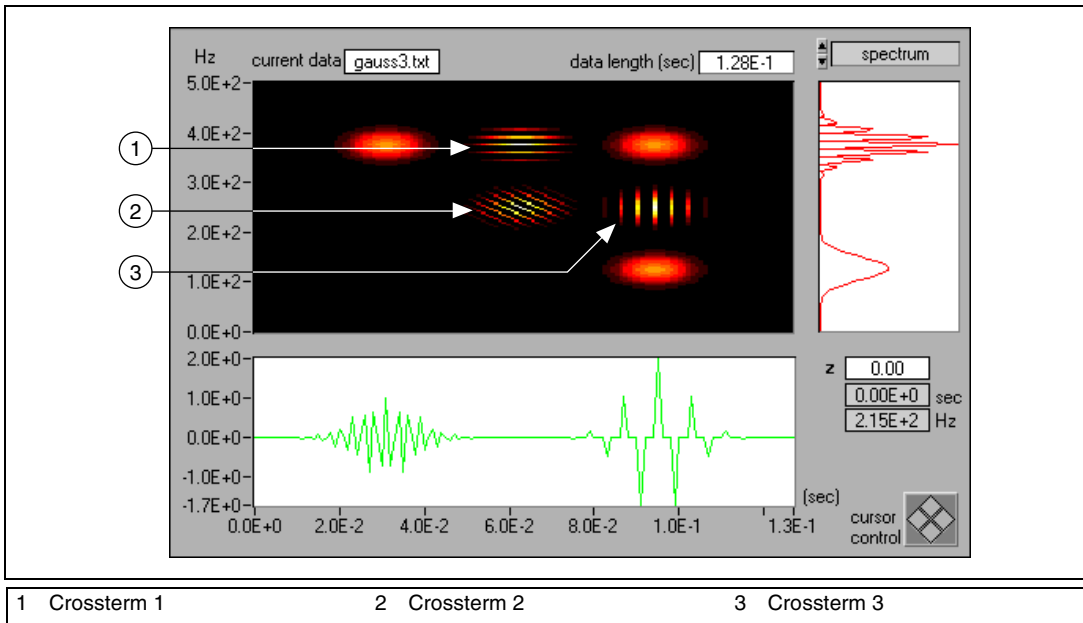 Hz current data gauss3.txt data length (sec) 1.28E-1 spectrum
5.0E+2
4.0E+2
1
3.0E+2
2
2.0E+2
3
1.0E+2
0.0E+0
2.0E+0
z 0.00
1.0E+0
0.00E+0 sec
2.15E+2 Hz
0.0E+0
-1.0E+0
-1.7E+0
(sec)
0.0E+0 2.0E-2 4.0E-2 6.0E-2 8.0E-2 1.0E-1 1.3E-1
cursor
control
1 Crossterm 1 2 Crossterm 2 3 Crossterm 3